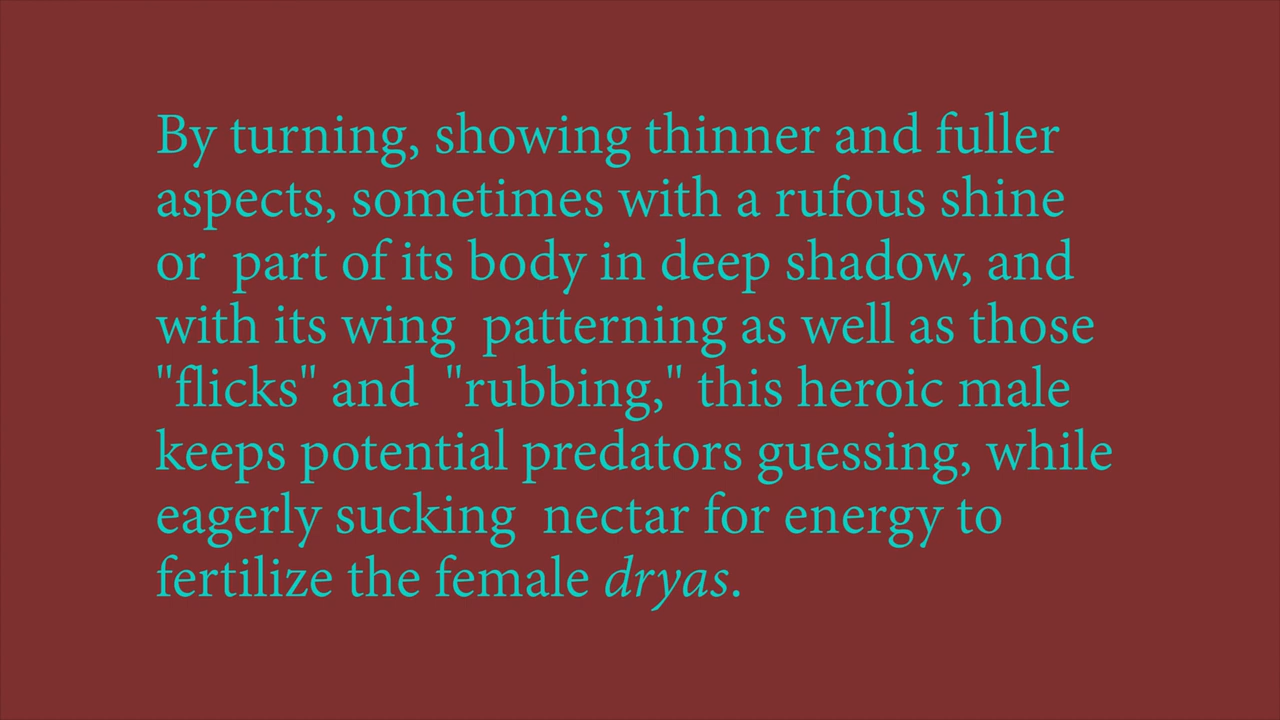 By turning, showing thinner and fuller
aspects, sometimes with a rufous shine
or  part of its body in deep shadow, and
with its wing  patterning as well as those
"flicks" and  "rubbing," this heroic male
keeps potential predators guessing, while
eagerly sucking  nectar for energy to
fertilize the female dryas.